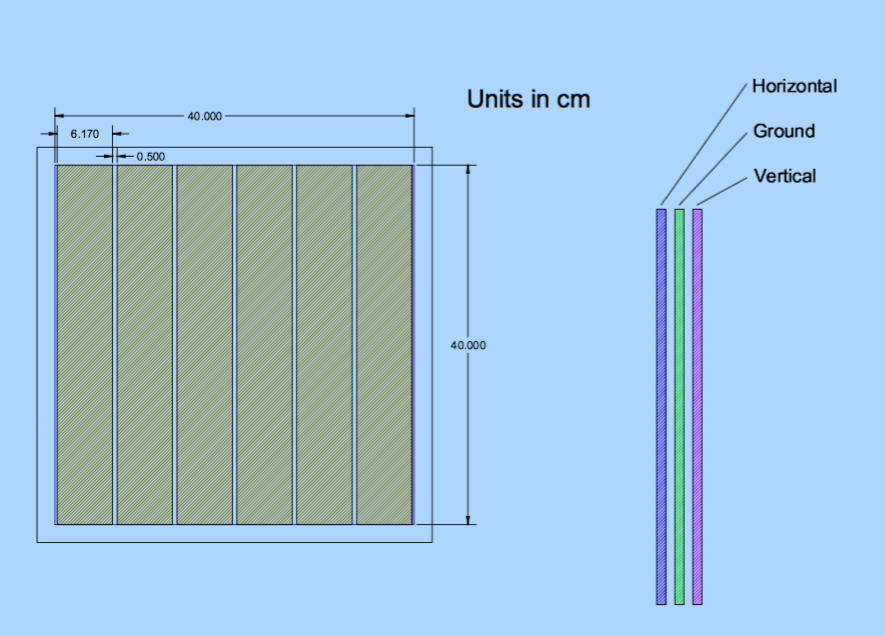 Units in cm
40.000
6.170
0.500
40.000
Horizontal
Ground
Vertical